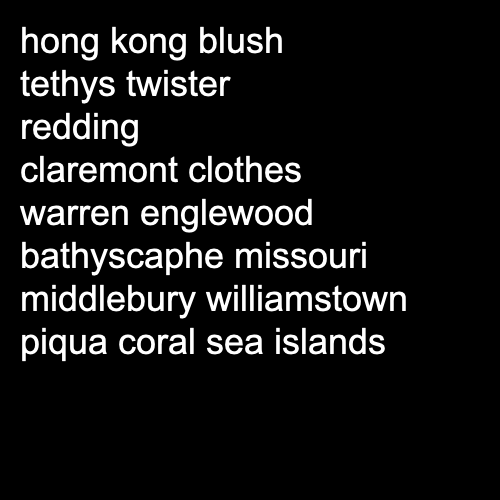 hong kong blush
tethys twister
redding
claremont clothes
warren englewood
bathyscaphe missouri
middlebury williamstown
piqua coral sea islands